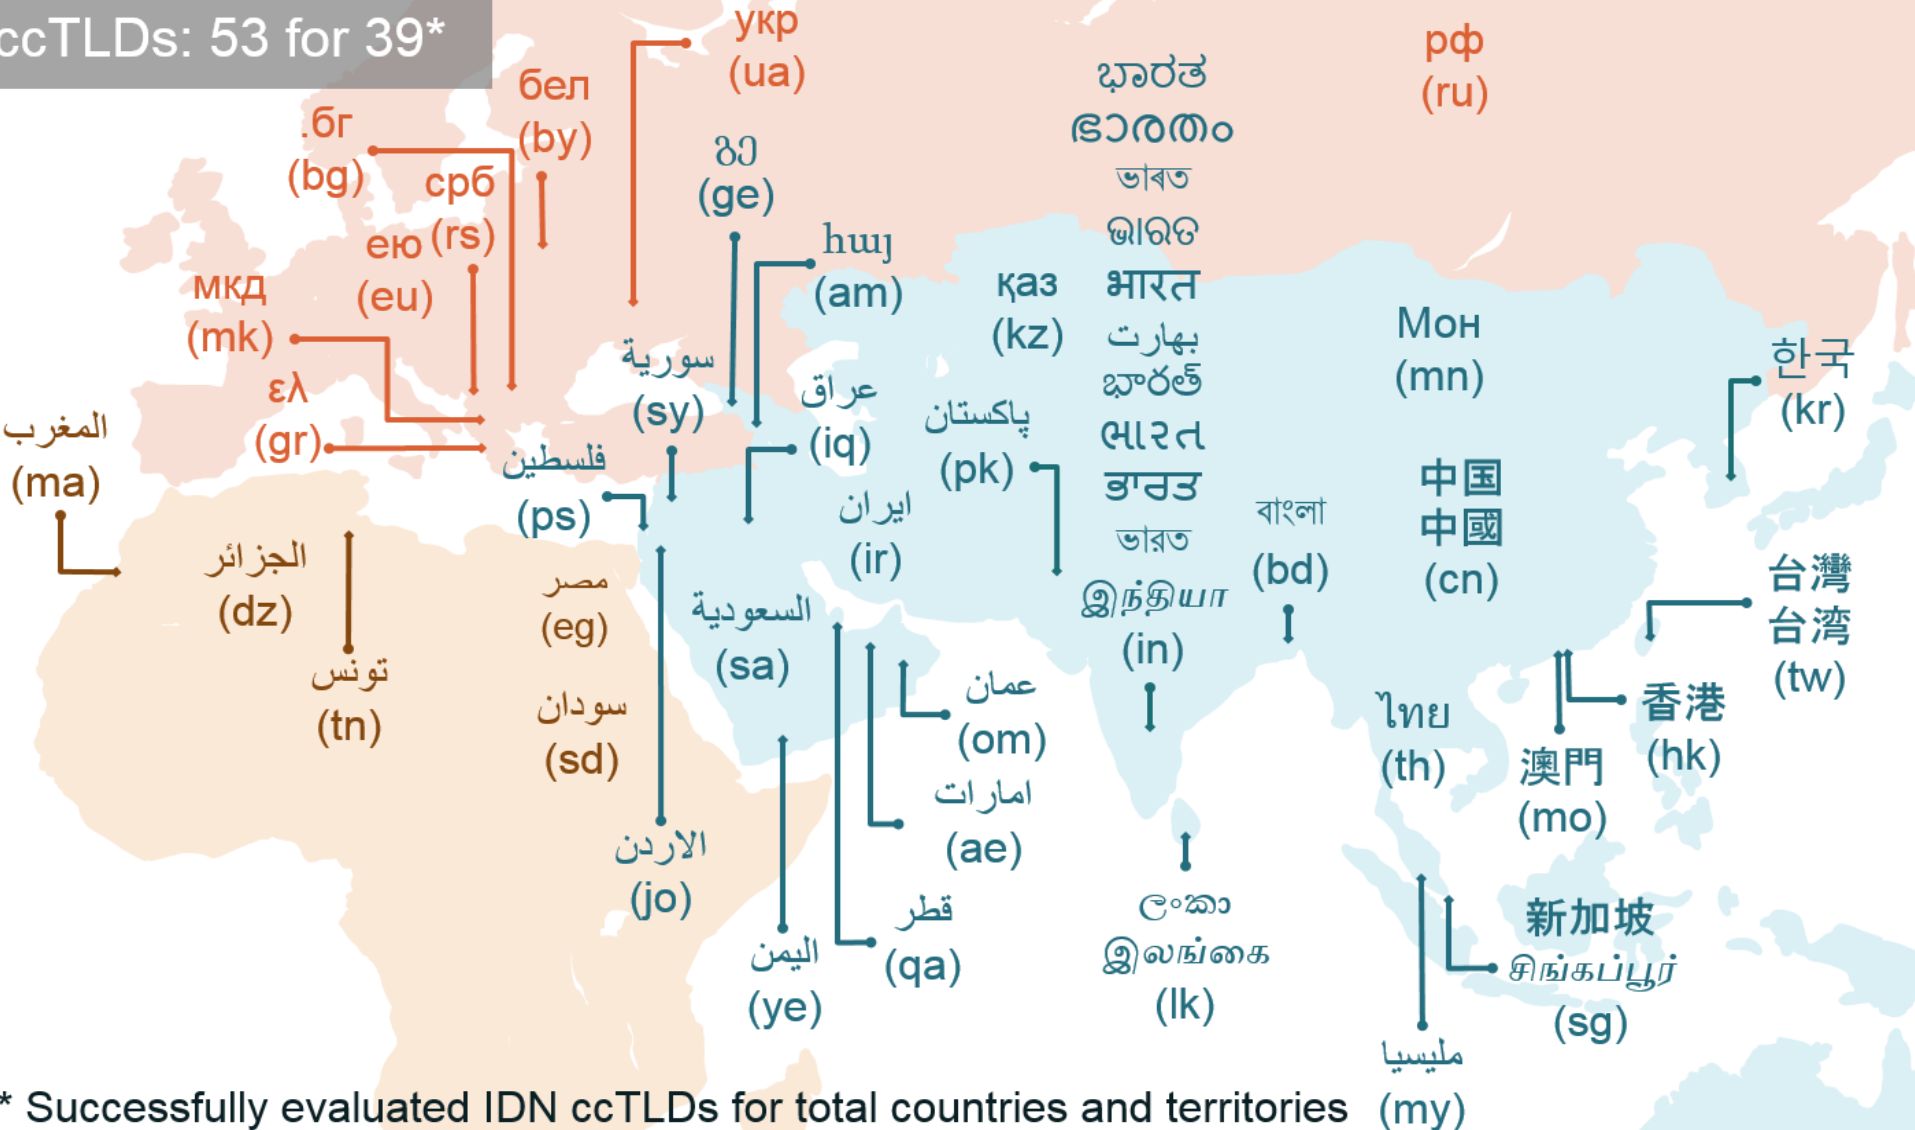 ccTLDs: 53 for 39*
укр
(ua)
рф
(ru)
бел
(by)
.бг
(bg)
срб
(rs)
ею
(eu)
мкд
(mk)
ελ
(gr)
გე
(ge)
հայ
(am)
қаз
(kz)
ಭಾರತ
ഭാരതം
ভাৰত
ଭାରତ
भारत
بھارت
భారత్
ભારત
ਭਾਰਤ
ভারত
இந்தியா
(in)
Мон
(mn)
한국
(kr)
سورية
(sy)
عراق
(iq)
پاکستان
(pk)
المغرب
(ma)
فلسطين
(ps)
ایران
(ir)
বাংলা
(bd)
中国
中國
(cn)
الجزائر
(dz)
مصر
(eg)
السعودية
(sa)
台灣
台湾
(tw)
تونس
(tn)
سودان
(sd)
عمان
(om)
ไทย
(th)
香港
(hk)
澳門
(mo)
امارات
(ae)
الاردن
(jo)
قطر
(qa)
اليمن
(ye)
ලංකා
இலங்கை
(lk)
新加坡
சிங்கப்பூர்
(sg)
مليسيا
(my)
* Successfully evaluated IDN ccTLDs for total countries and territories